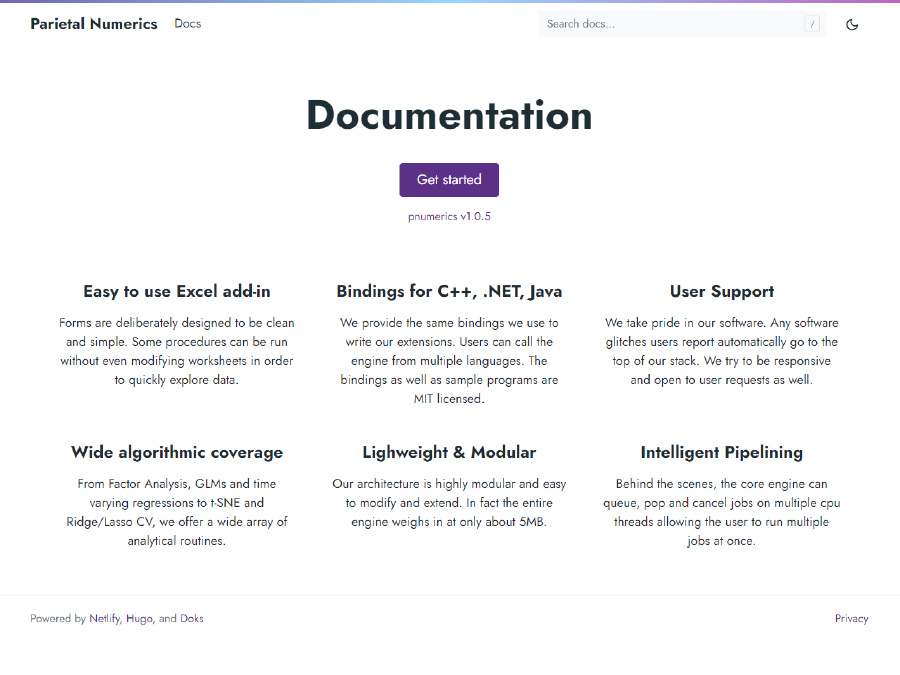 Parietal Numerics Docs Search docs... /
Documentation
Get started
pnumerics v1.0.5
Easy to use Excel add-in
Forms are deliberately designed to be clean
and simple. Some procedures can be run
without even modifying worksheets in order
to quickly explore data.
Bindings for C++, .NET, Java
We provide the same bindings we use to
write our extensions. Users can call the
engine from multiple languages. The
bindings as well as sample programs are
MIT licensed.
User Support
We take pride in our software. Any software
glitches users report automatically go to the
top of our stack. We try to be responsive
and open to user requests as well.
Wide algorithmic coverage
From Factor Analysis, GLMs and time
varying regressions to t-SNE and
Ridge/Lasso CV, we offer a wide array of
analytical routines.
Lighweight & Modular
Our architecture is highly modular and easy
to modify and extend. In fact the entire
engine weighs in at only about 5MB.
Intelligent Pipelining
Behind the scenes, the core engine can
queue, pop and cancel jobs on multiple cpu
threads allowing the user to run multiple
jobs at once.
Powered by Netlify, Hugo, and Doks Privacy